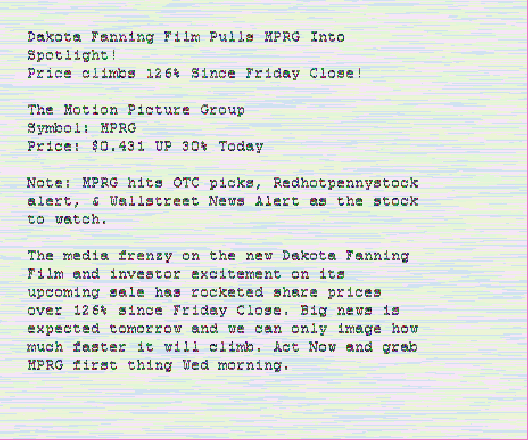 Dakota Fanning Film Pulls MPRG Into
Spotlight!
Price climbs 126% Since Friday Close!
The Motion Picture Group
Symbol: MPRG
Price: $0.431 UP 30% Today
Note: MPRG hits OTC picks, Redhotpennystock
alert, & Wallstreet News Alert as the stock
to watch.
The media frenzy on the new Dakota Fanning
Film and investor excitement on its
upcoming sale has rocketed share prices
over 126% since Friday Close. Big news is
expected tomorrow and we can only image how
much faster it will climb. Act Now and grab
MPRG first thing Wed morning.